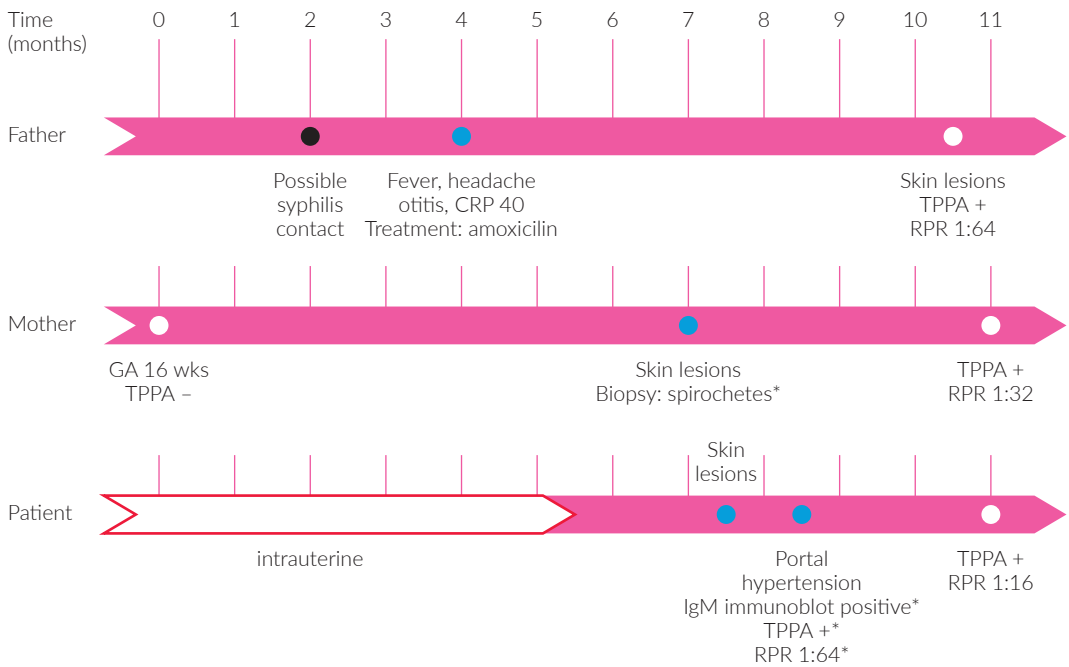 Time 0 1 2 3 4 5 6 7 8 9 10 11
(months)
Father
Possible
syphilis
contact
Fever, headache
otitis, CRP 40
Treatment: amoxicilin
Skin lesions
TPPA +
RPR 1:64
Mother
GA 16 wks
TPPA –
Skin lesions
Biopsy: spirochetes*
TPPA +
RPR 1:32
Patient
intrauterine
Skin
lesions
Portal
hypertension
IgM immunoblot positive*
TPPA +*
RPR 1:64*
TPPA +
RPR 1:16